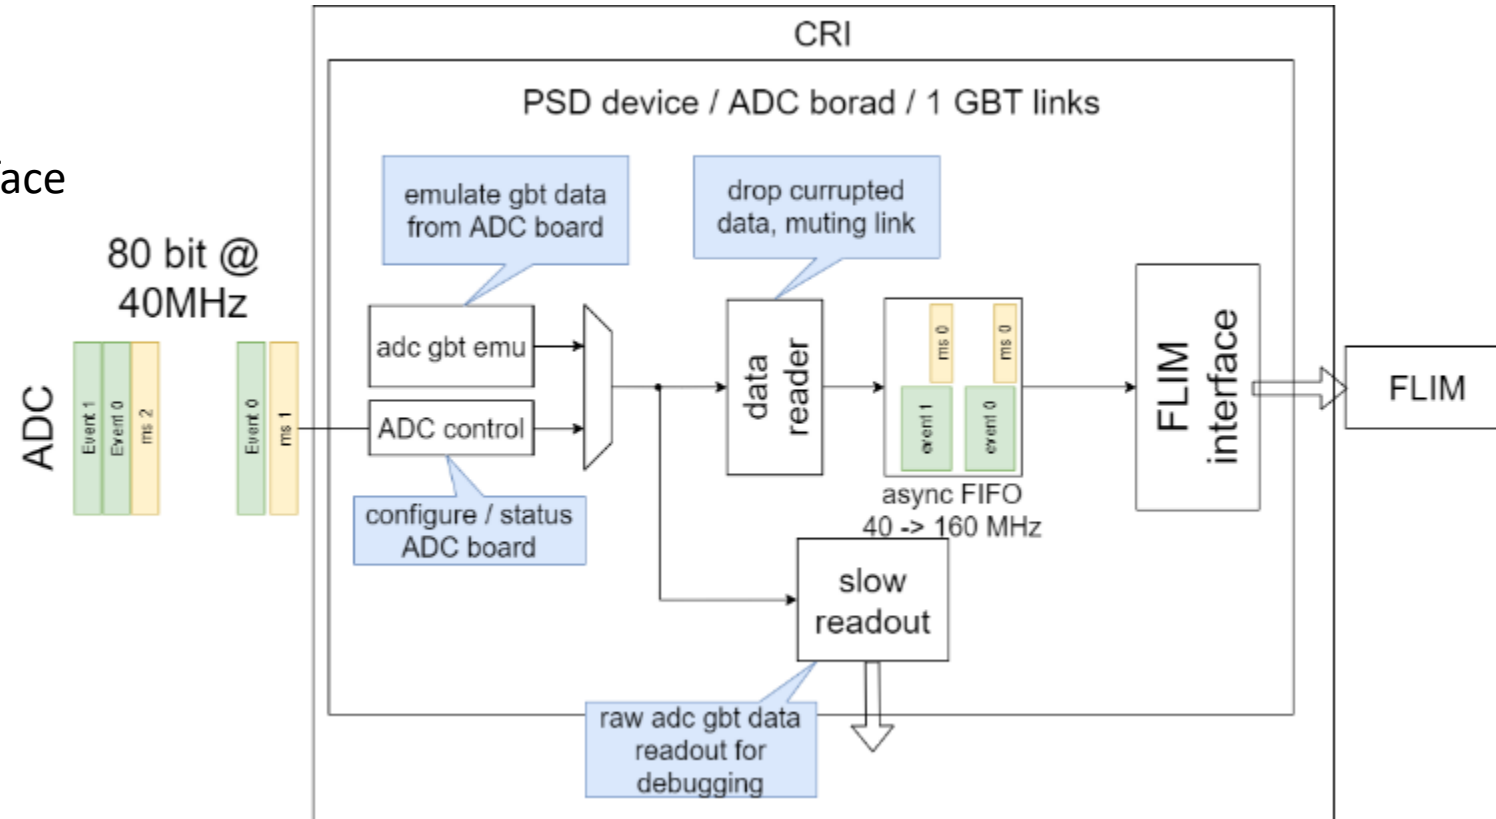 CRI
PSD device / ADC borad / 1 GBT links
face
80 bit @
40MHz
ADC
Event 1
Event 0
ms 2
Event 0
ms 1
emulate gbt data
from ADC board
drop currupted
data, muting link
adc gbt emu
ADC control
configure / status
ADC board
data
reader
ms 0
ms 0
event 1
event 0
async FIFO
40 -> 160 MHz
FLIM
interface
FLIM
slow
readout
raw adc gbt data
readout for
debugging